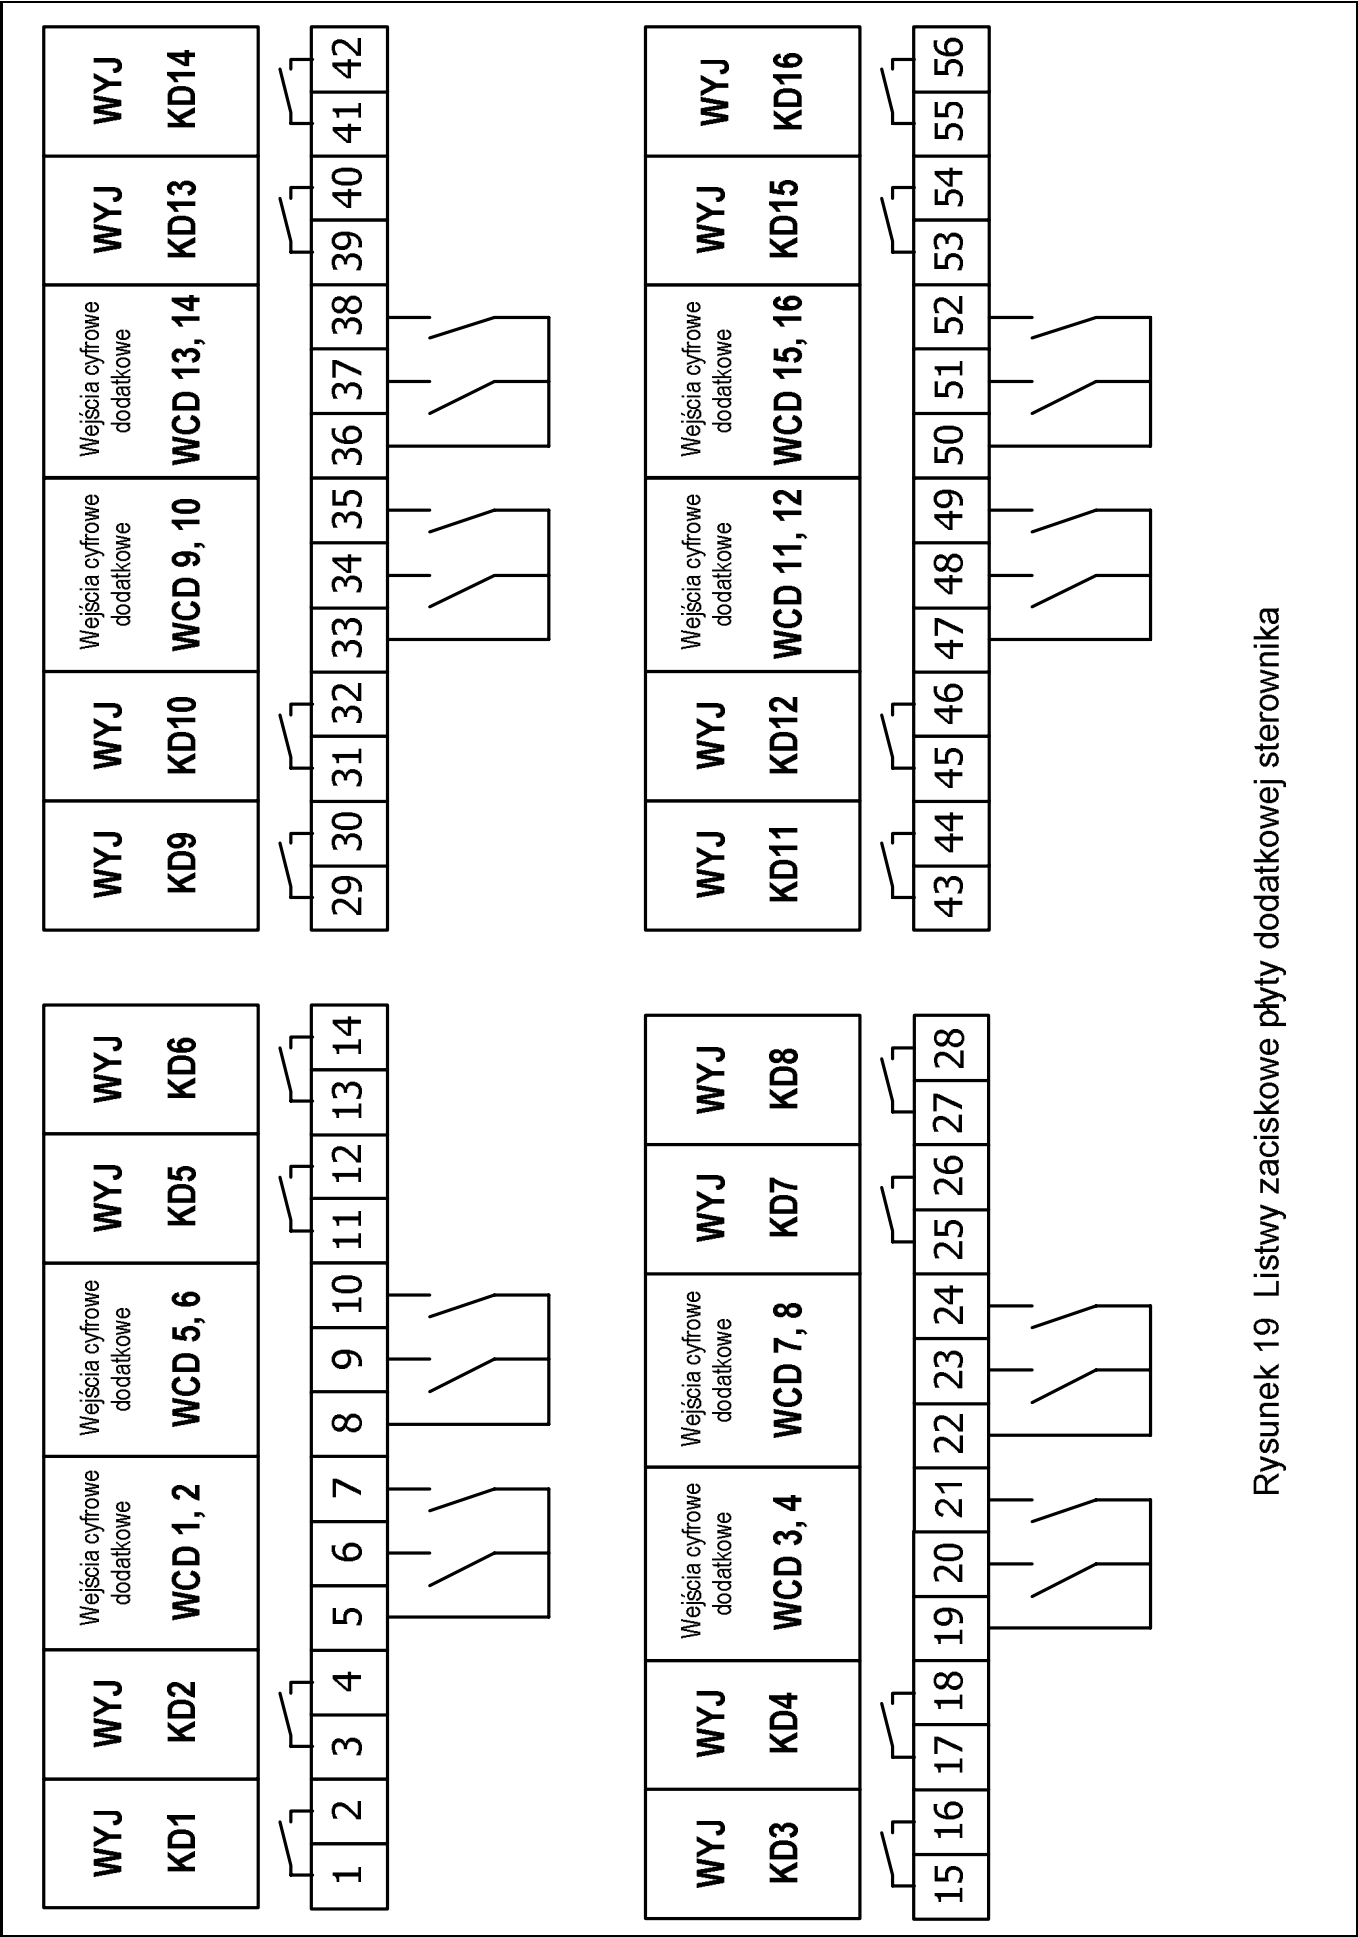 WYJ
KD1
WYJ
KD2
Wejścia cyfrowe
dodatkowe
WCD 1, 2
Wejścia cyfrowe
dodatkowe
WCD 5, 6
WYJ
KD5
WYJ
KD6
1 2 3 4 5 6 7 8 9 10 11 12 13 14
WYJ
KD9
WYJ
KD10
Wejścia cyfrowe
dodatkowe
WCD 9, 10
Wejścia cyfrowe
dodatkowe
WCD 13, 14
WYJ
KD13
WYJ
KD14
29 30 31 32 33 34 35 36 37 38 39 40 41 42
WYJ
KD3
WYJ
KD4
Wejścia cyfrowe
dodatkowe
WCD 3, 4
Wejścia cyfrowe
dodatkowe
WCD 7, 8
WYJ
KD7
WYJ
KD8
15 16 17 18 19 20 21 22 23 24 25 26 27 28
WYJ
KD11
WYJ
KD12
Wejścia cyfrowe
dodatkowe
WCD 11, 12
Wejścia cyfrowe
dodatkowe
WCD 15, 16
WYJ
KD15
WYJ
KD16
43 44 45 46 47 48 49 50 51 52 53 54 55 56
Rysunek 19 Listwy zaciskowe płyty dodatkowej sterownika